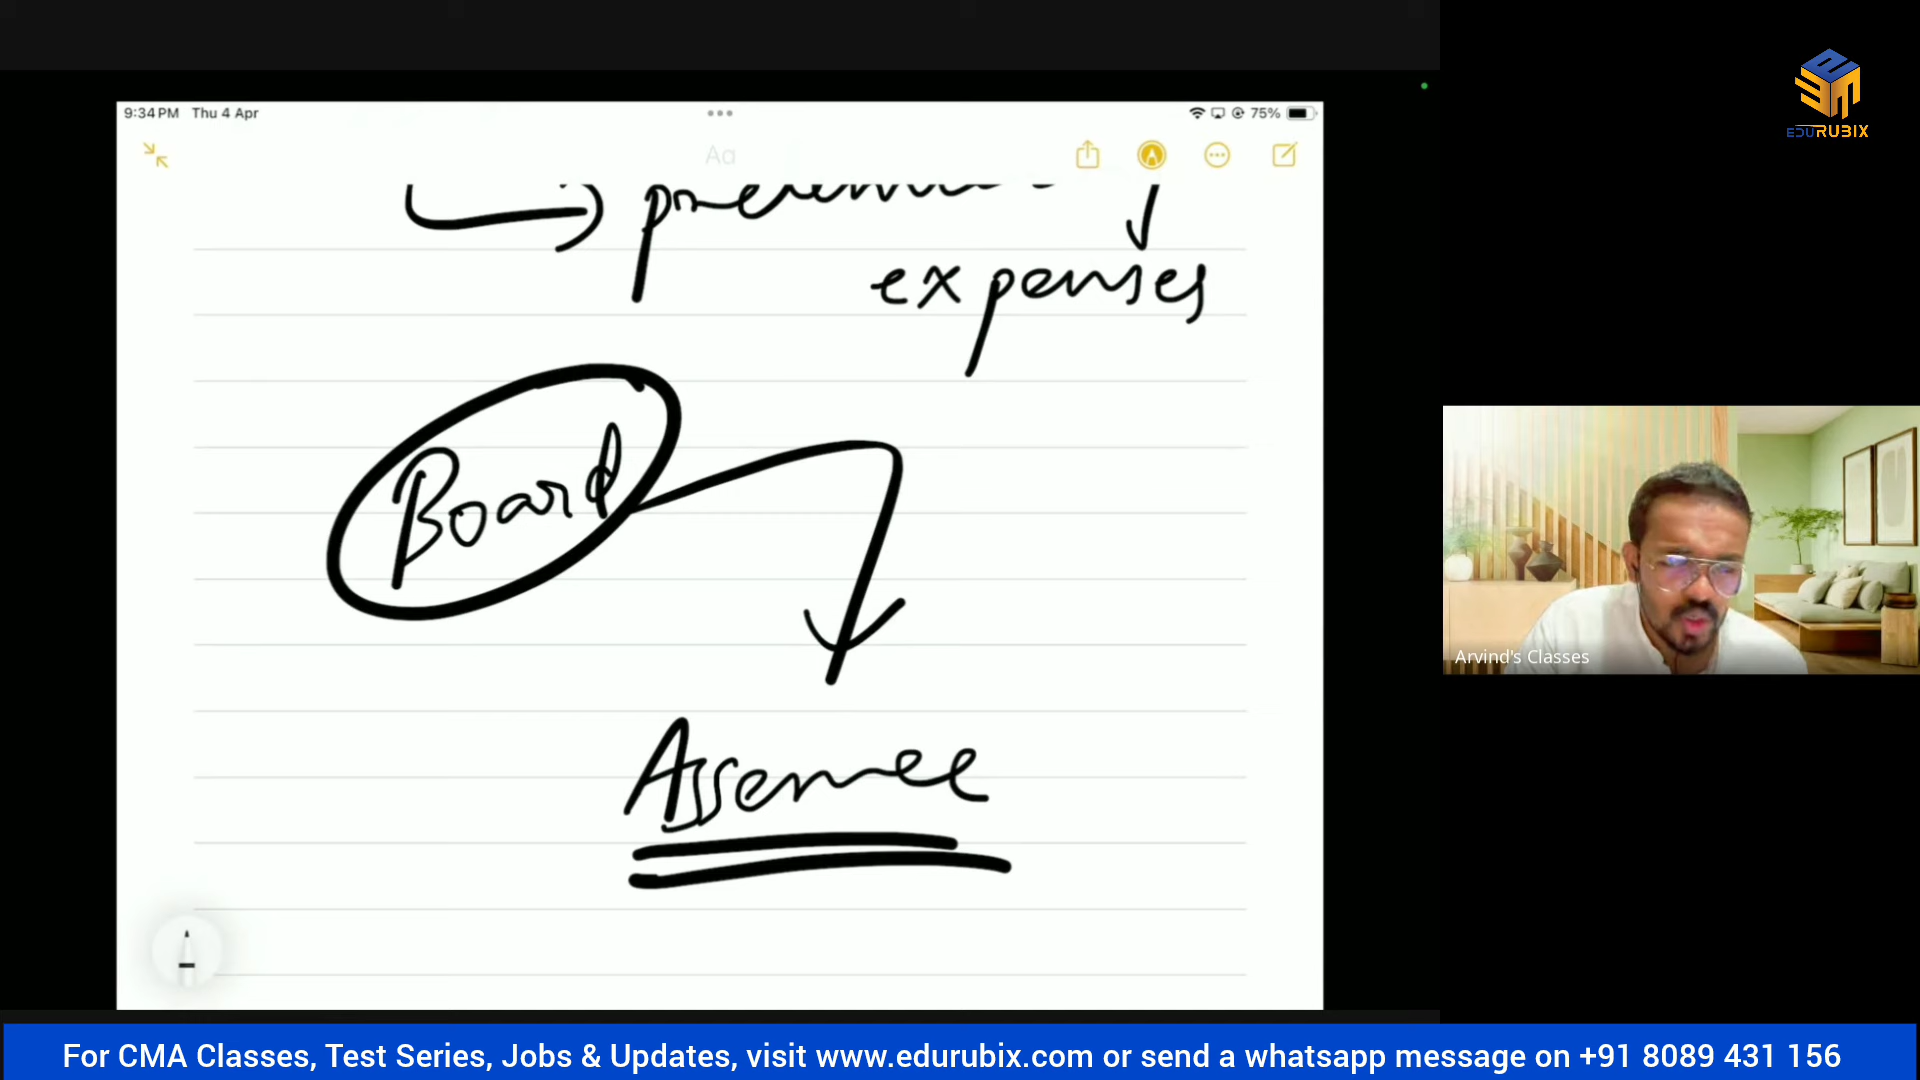 9:34 PM Thu 4 Apr
75%
Aa
expenses
Board
Assessee
EDURUBIX
Arvind's Classes
For CMA Classes, Test Series, Jobs & Updates, visit www.edurubix.com or send a whatsapp message on +91 8089 431 156